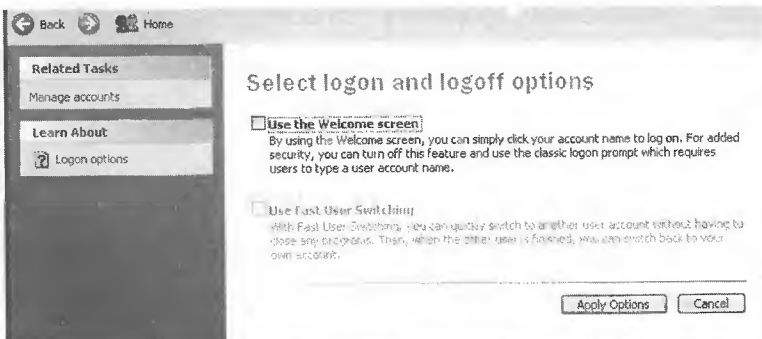 Back Home
Related Tasks
Manage accounts
Learn About
Logon options
Select logon and logoff options
Use the Welcome screen
By using the Welcome screen, you can simply click your account name to log on. For added
security, you can turn off this feature and use the classic logon prompt which requires
users to type a user account name.
Use Fast User Switching
With Fast User Switching, you can quickly switch to another user account without having to
close any programs. Then, when the other user is finished, you can switch back to your
own account.
Apply Options Cancel